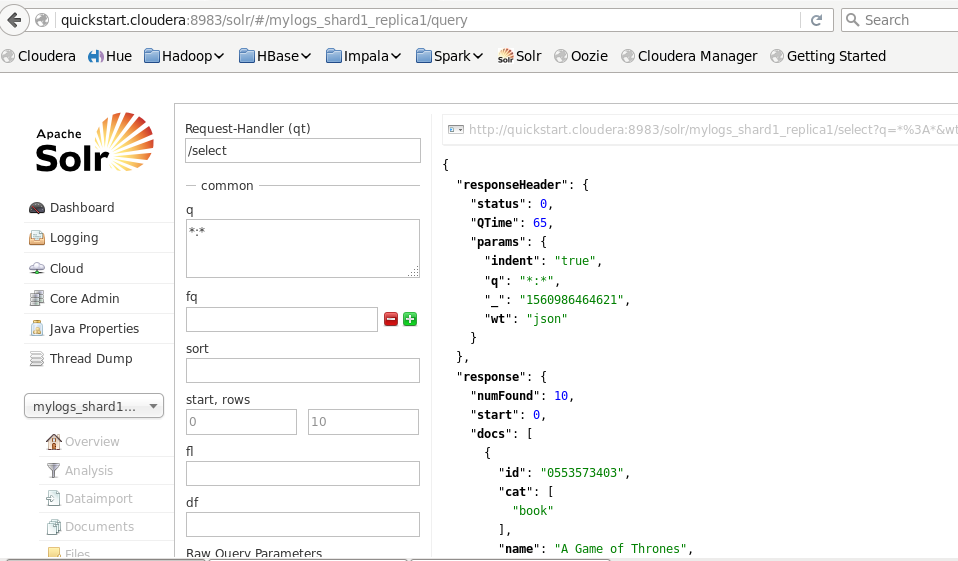 quickstart.cloudera:8983/solr/#/mylogs_shard1_replica1/query
Search
Cloudera Hue Hadoop HBase Impala Spark Solr Oozie Cloudera Manager Getting Started
Apache
Solr
Dashboard
Logging
Cloud
Core Admin
Java Properties
Thread Dump
mylogs_shard1...
Overview
Analysis
Dataimport
Documents
Files
Request-Handler (qt)
/select
common
q
*:*
fq
sort
start, rows
0 10
fl
df
Raw Query Parameters
http://quickstart.cloudera:8983/solr/mylogs_shard1_replica1/select?q=*%3A*&wt
{
"responseHeader": {
"status": 0,
"QTime": 65,
"params": {
"indent": "true",
"q": "*:*",
"_": "1560986464621",
"wt": "json"
}
},
"response": {
"numFound": 10,
"start": 0,
"docs": [
{
"id": "0553573403",
"cat": [
"book"
],
"name": "A Game of Thrones",